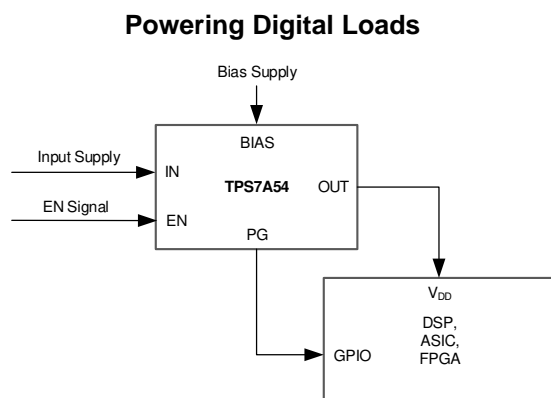 Powering Digital Loads
Bias Supply
BIAS
Input Supply
IN
TPS7A54
OUT
EN Signal
EN
PG
VDD
DSP,
ASIC,
FPGA
GPIO